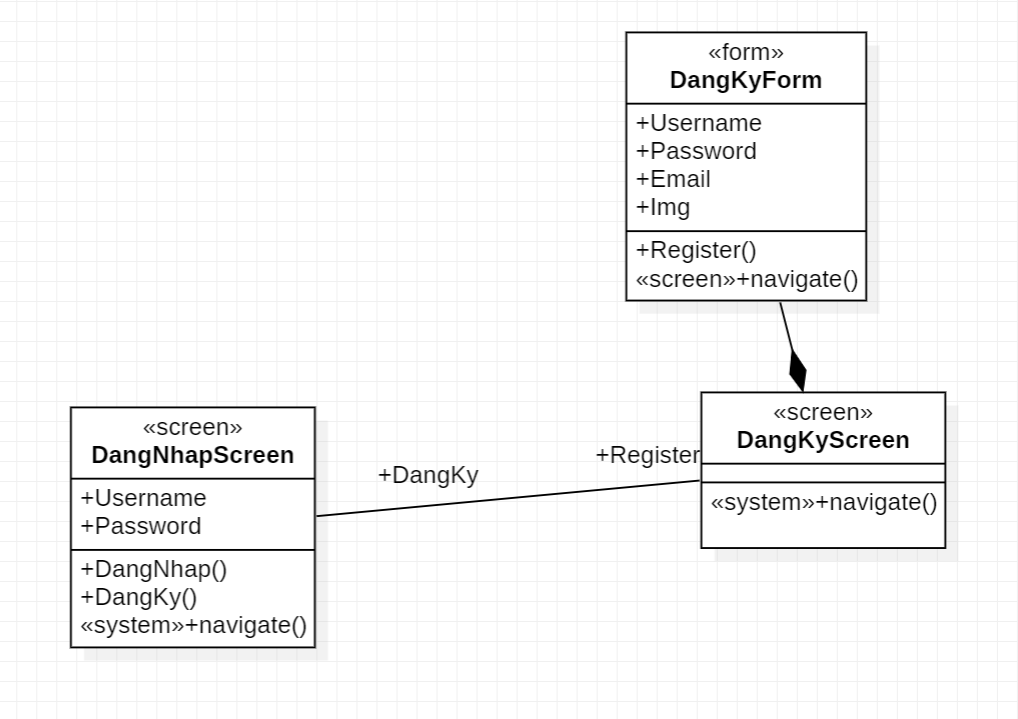 «form»
DangKyForm
+Username
+Password
+Email
+Img
+Register()
«screen»+navigate()
«screen»
DangNhapScreen
+Username
+Password
+DangNhap()
+DangKy()
«system»+navigate()
+DangKy
+Register
«screen»
DangKyScreen
«system»+navigate()